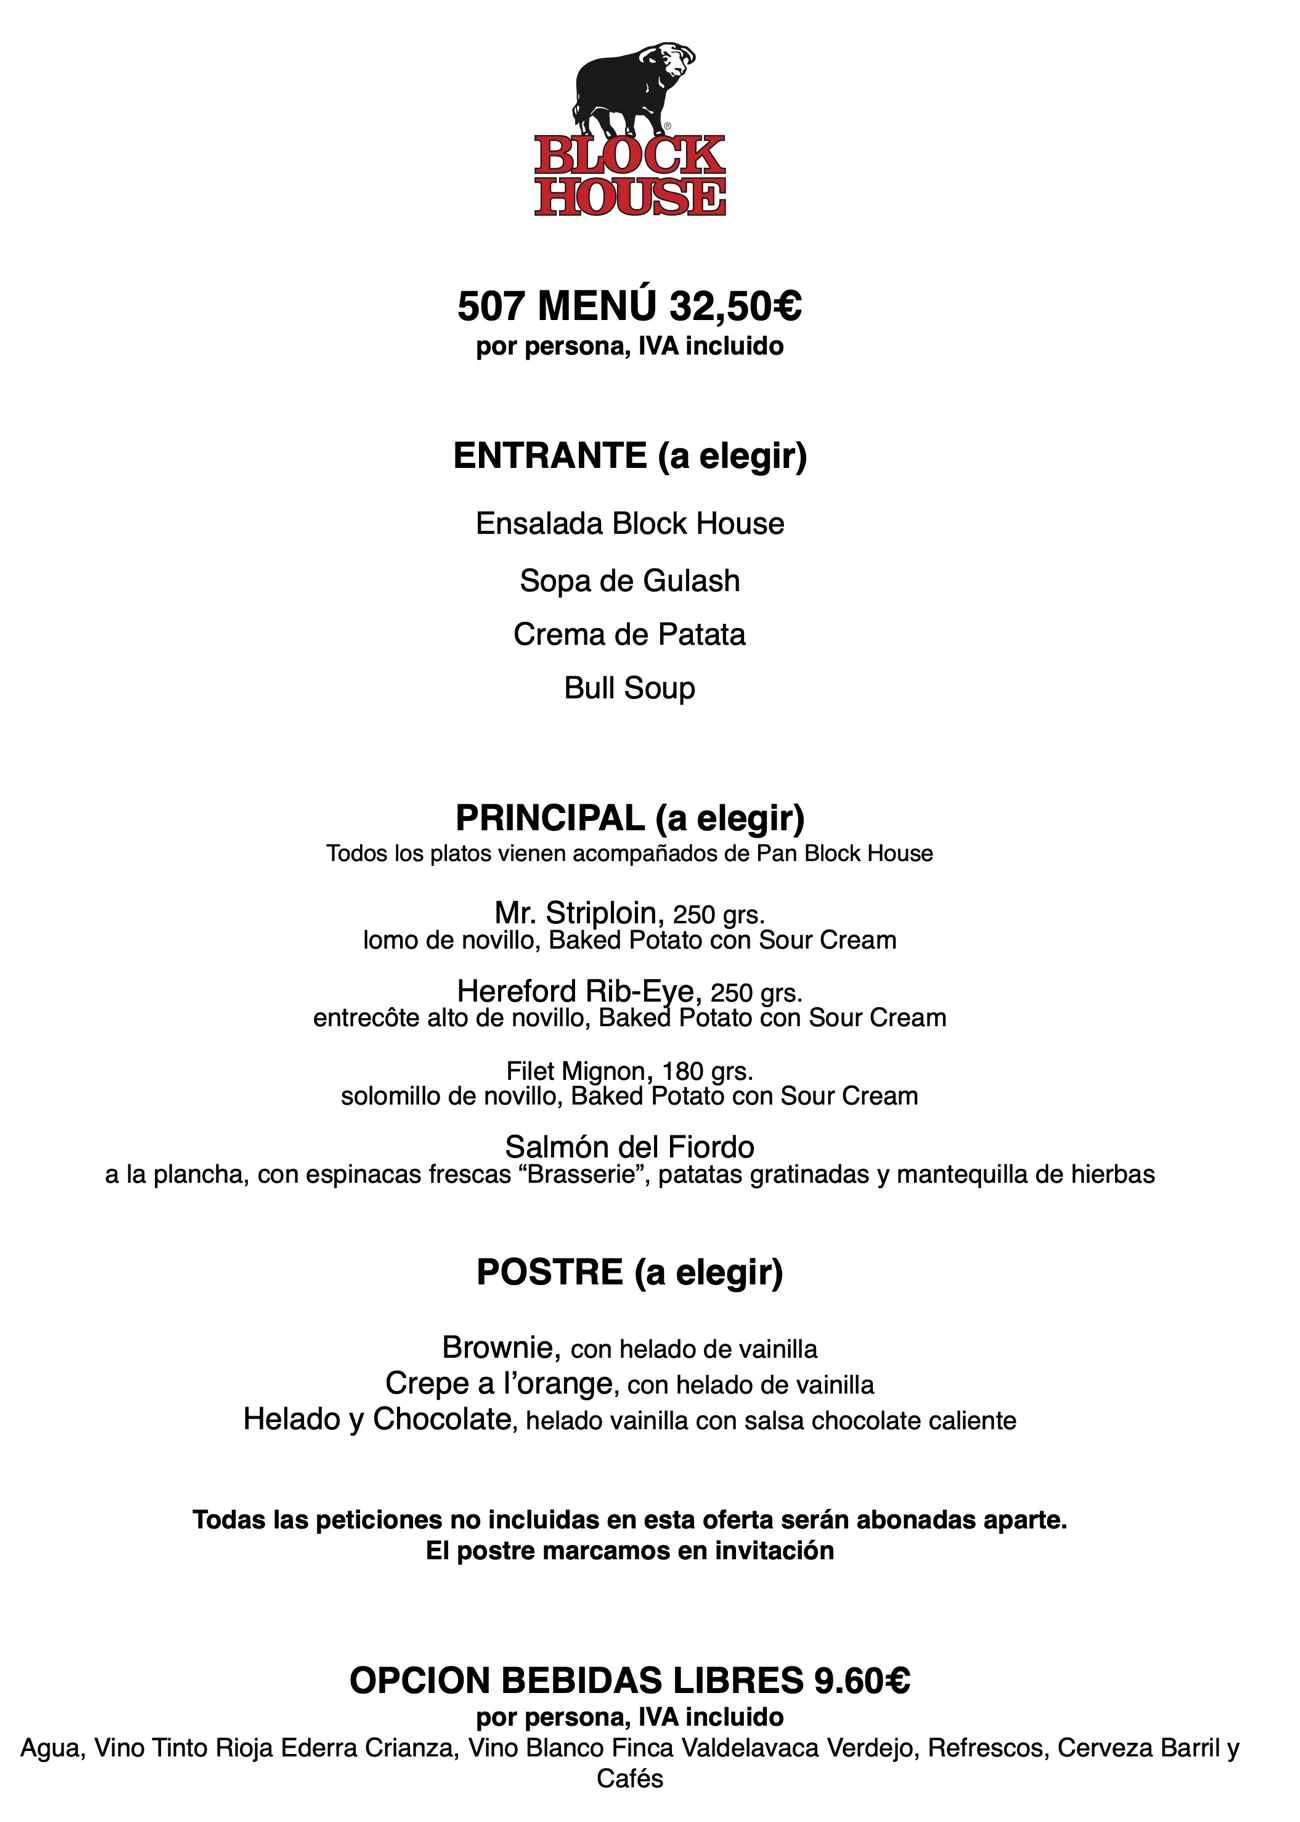 BLOCK
HOUSE
507 MENÚ 32,50€
por persona, IVA incluido
ENTRANTE (a elegir)
Ensalada Block House
Sopa de Gulash
Crema de Patata
Bull Soup
PRINCIPAL (a elegir)
Todos los platos vienen acompañados de Pan Block House
Mr. Striploin, 250 grs.
lomo de novillo, Baked Potato con Sour Cream
Hereford Rib-Eye, 250 grs.
entrecôte alto de novillo, Baked Potato con Sour Cream
Filet Mignon, 180 grs.
solomillo de novillo, Baked Potato con Sour Cream
Salmón del Fiordo
a la plancha, con espinacas frescas “Brasserie”, patatas gratinadas y mantequilla de hierbas
POSTRE (a elegir)
Brownie, con helado de vainilla
Crepe a l’orange, con helado de vainilla
Helado y Chocolate, helado vainilla con salsa chocolate caliente
Todas las peticiones no incluidas en esta oferta serán abonadas aparte.
El postre marcamos en invitación
OPCION BEBIDAS LIBRES 9.60€
por persona, IVA incluido
Agua, Vino Tinto Rioja Ederra Crianza, Vino Blanco Finca Valdelavaca Verdejo, Refrescos, Cerveza Barril y
Cafés